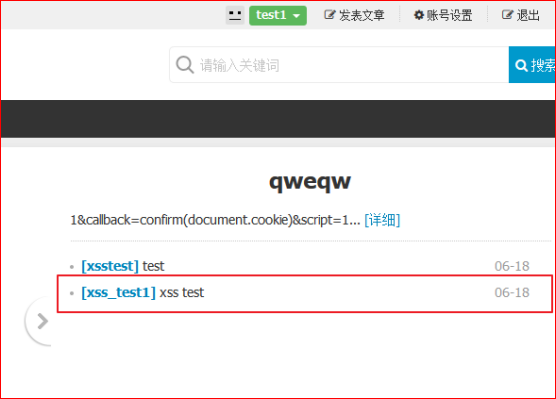 test1 发表文章 账号设置 退出
请输入关键词 搜索
qweqw
1&callback=confirm(document.cookie)&script=1... [详细]
[xsstest] test 06-18
[xss_test1] xss test 06-18